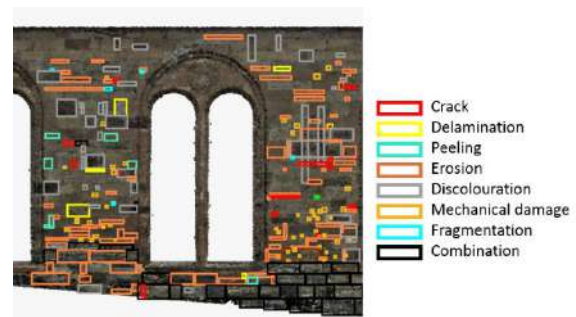 Crack
Delamination
Peeling
Erosion
Discolouration
Mechanical damage
Fragmentation
Combination